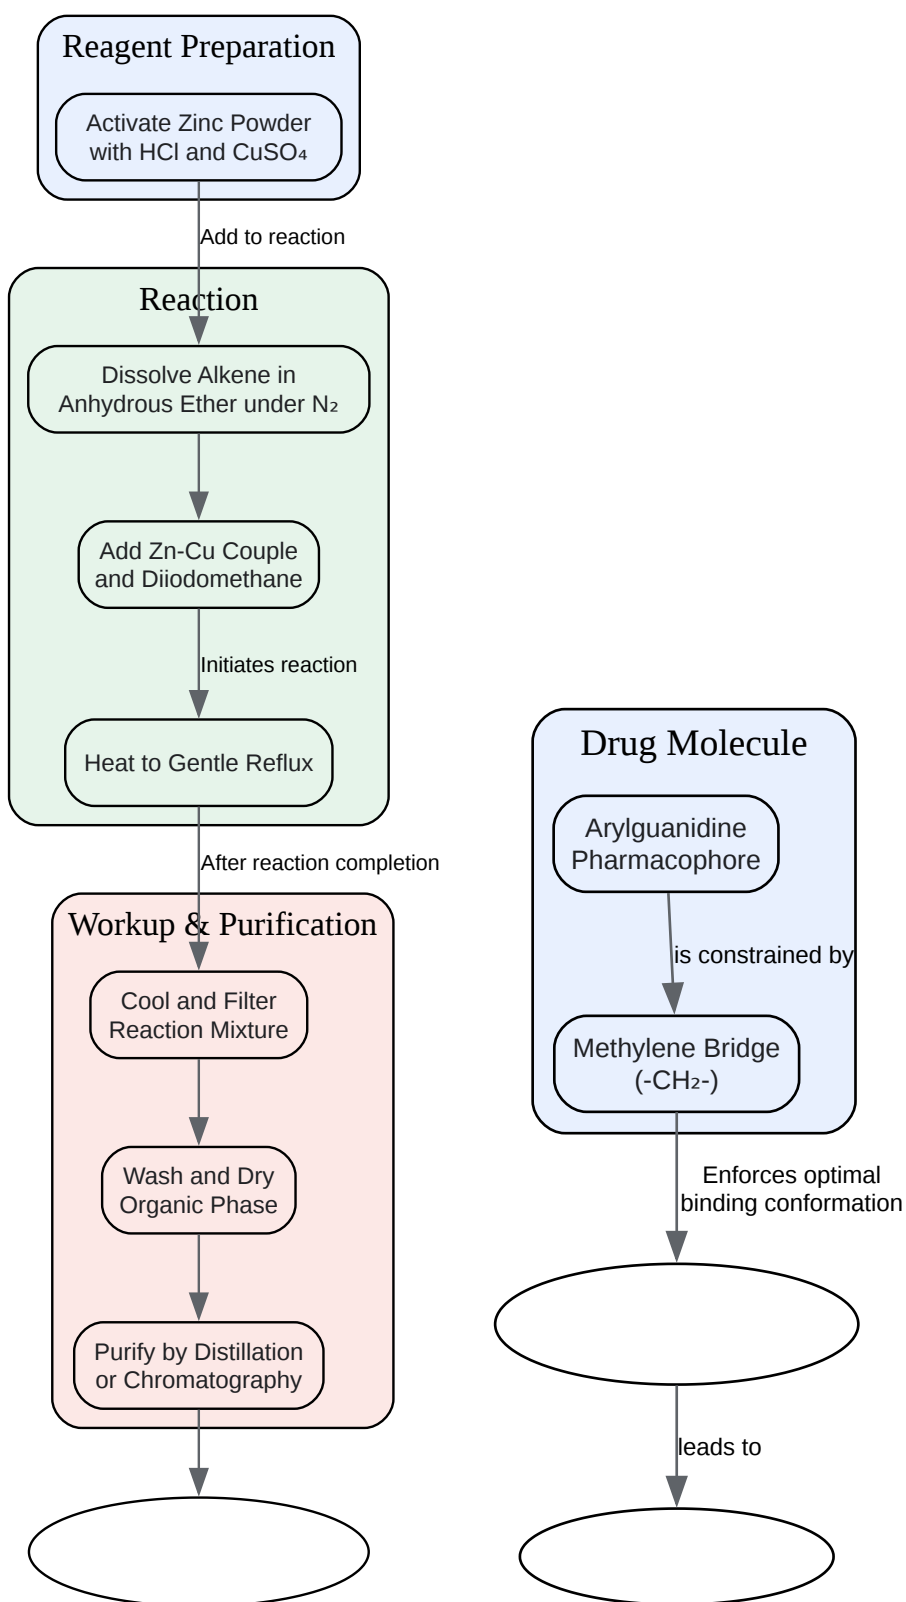 Reagent Preparation
Activate Zinc Powder
with HCl and CuSO₄
Add to reaction
Reaction
Dissolve Alkene in
Anhydrous Ether under N₂
Add Zn-Cu Couple
and Diiodomethane
Initiates reaction
Heat to Gentle Reflux
After reaction completion
Workup & Purification
Cool and Filter
Reaction Mixture
Wash and Dry
Organic Phase
Purify by Distillation
or Chromatography
Drug Molecule
Arylguanidine
Pharmacophore
is constrained by
Methylene Bridge
(-CH₂-)
Enforces optimal
binding conformation
leads to